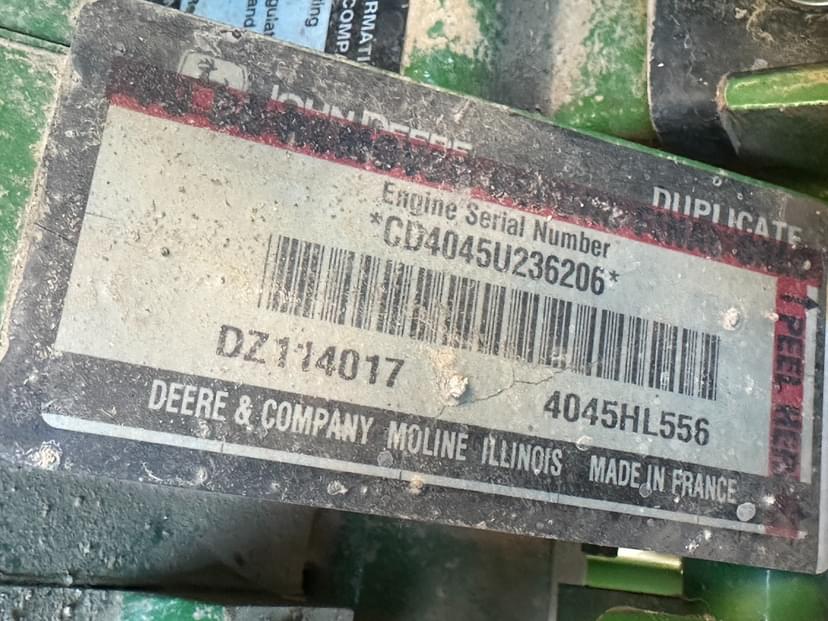 JOHN DEERE
DUPLICATE
Engine Serial Number
*CD4045U236206*
DZ114017
4045HL556
DEERE & COMPANY MOLINE ILLINOIS MADE IN FRANCE
PEEL HERE